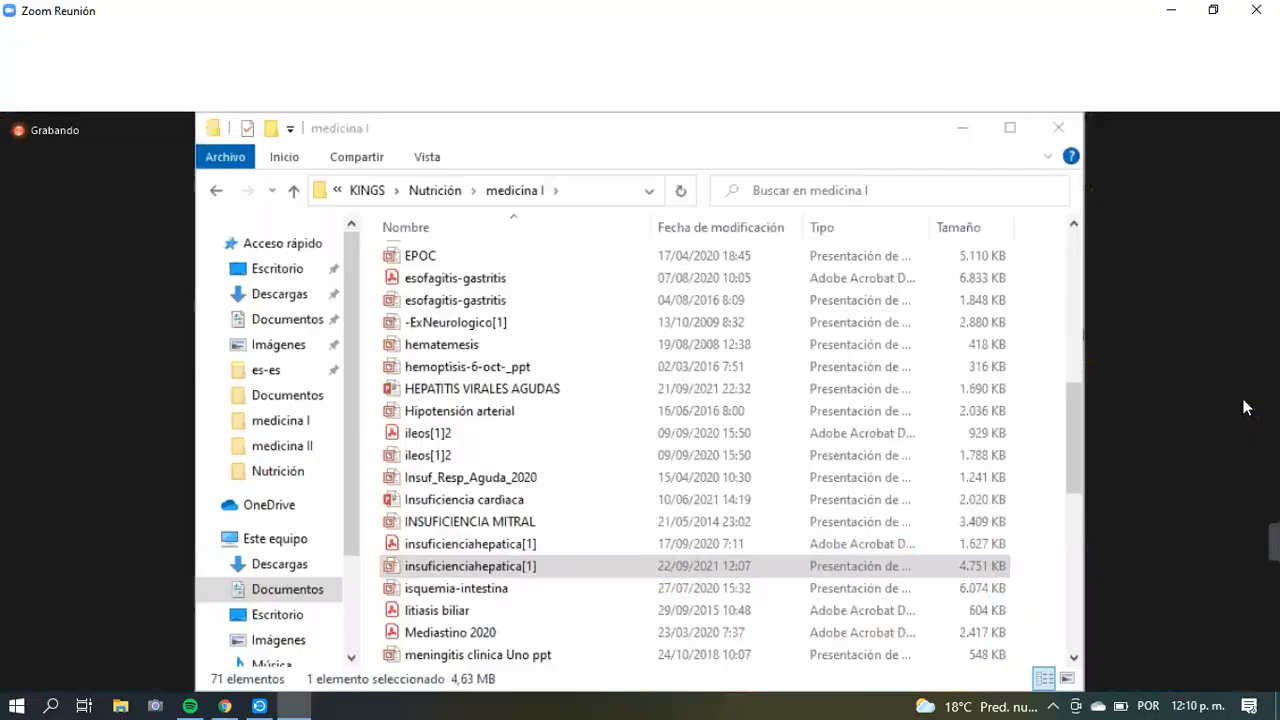 Zoom Reunión
Grabando
medicina I
Archivo Inicio Compartir Vista
« KINGS > Nutrición > medicina I >
Buscar en medicina I
Nombre Fecha de modificación Tipo Tamaño
Acceso rápido
Escritorio
Descargas
Documentos
Imágenes
es-es
Documentos
medicina I
medicina II
Nutrición
OneDrive
Este equipo
Descargas
Documentos
Escritorio
Imágenes
Música
EPOC 17/04/2020 18:45 Presentación de ... 5.110 KB
esofagitis-gastritis 07/08/2020 10:05 Adobe Acrobat D... 6.833 KB
esofagitis-gastritis 04/08/2016 8:09 Presentación de ... 1.848 KB
-ExNeurologico[1] 13/10/2009 8:32 Presentación de ... 2.880 KB
hematemesis 19/08/2008 12:38 Presentación de ... 418 KB
hemoptisis-6-oct-_ppt 02/03/2016 7:51 Presentación de ... 316 KB
HEPATITIS VIRALES AGUDAS 21/09/2021 22:32 Presentación de ... 1.690 KB
Hipotensión arterial 16/06/2016 8:00 Presentación de ... 2.036 KB
ileos[1]2 09/09/2020 15:50 Adobe Acrobat D... 929 KB
ileos[1]2 09/09/2020 15:50 Presentación de ... 1.788 KB
Insuf_Resp_Aguda_2020 15/04/2020 10:30 Presentación de ... 1.241 KB
Insuficiencia cardiaca 10/06/2021 14:19 Presentación de ... 2.020 KB
INSUFICIENCIA MITRAL 21/05/2014 23:02 Presentación de ... 3.409 KB
insuficienciahepatica[1] 17/09/2020 7:11 Adobe Acrobat D... 1.627 KB
insuficienciahepatica[1] 22/09/2021 12:07 Presentación de ... 4.751 KB
isquemia-intestina 27/07/2020 15:32 Presentación de ... 6.074 KB
litiasis biliar 29/09/2015 10:48 Adobe Acrobat D... 604 KB
Mediastino 2020 23/03/2020 7:37 Adobe Acrobat D... 2.417 KB
meningitis clinica Uno ppt 24/10/2018 10:07 Presentación de ... 548 KB
71 elementos 1 elemento seleccionado 4,63 MB
18°C Pred. nu... POR 12:10 p. m.